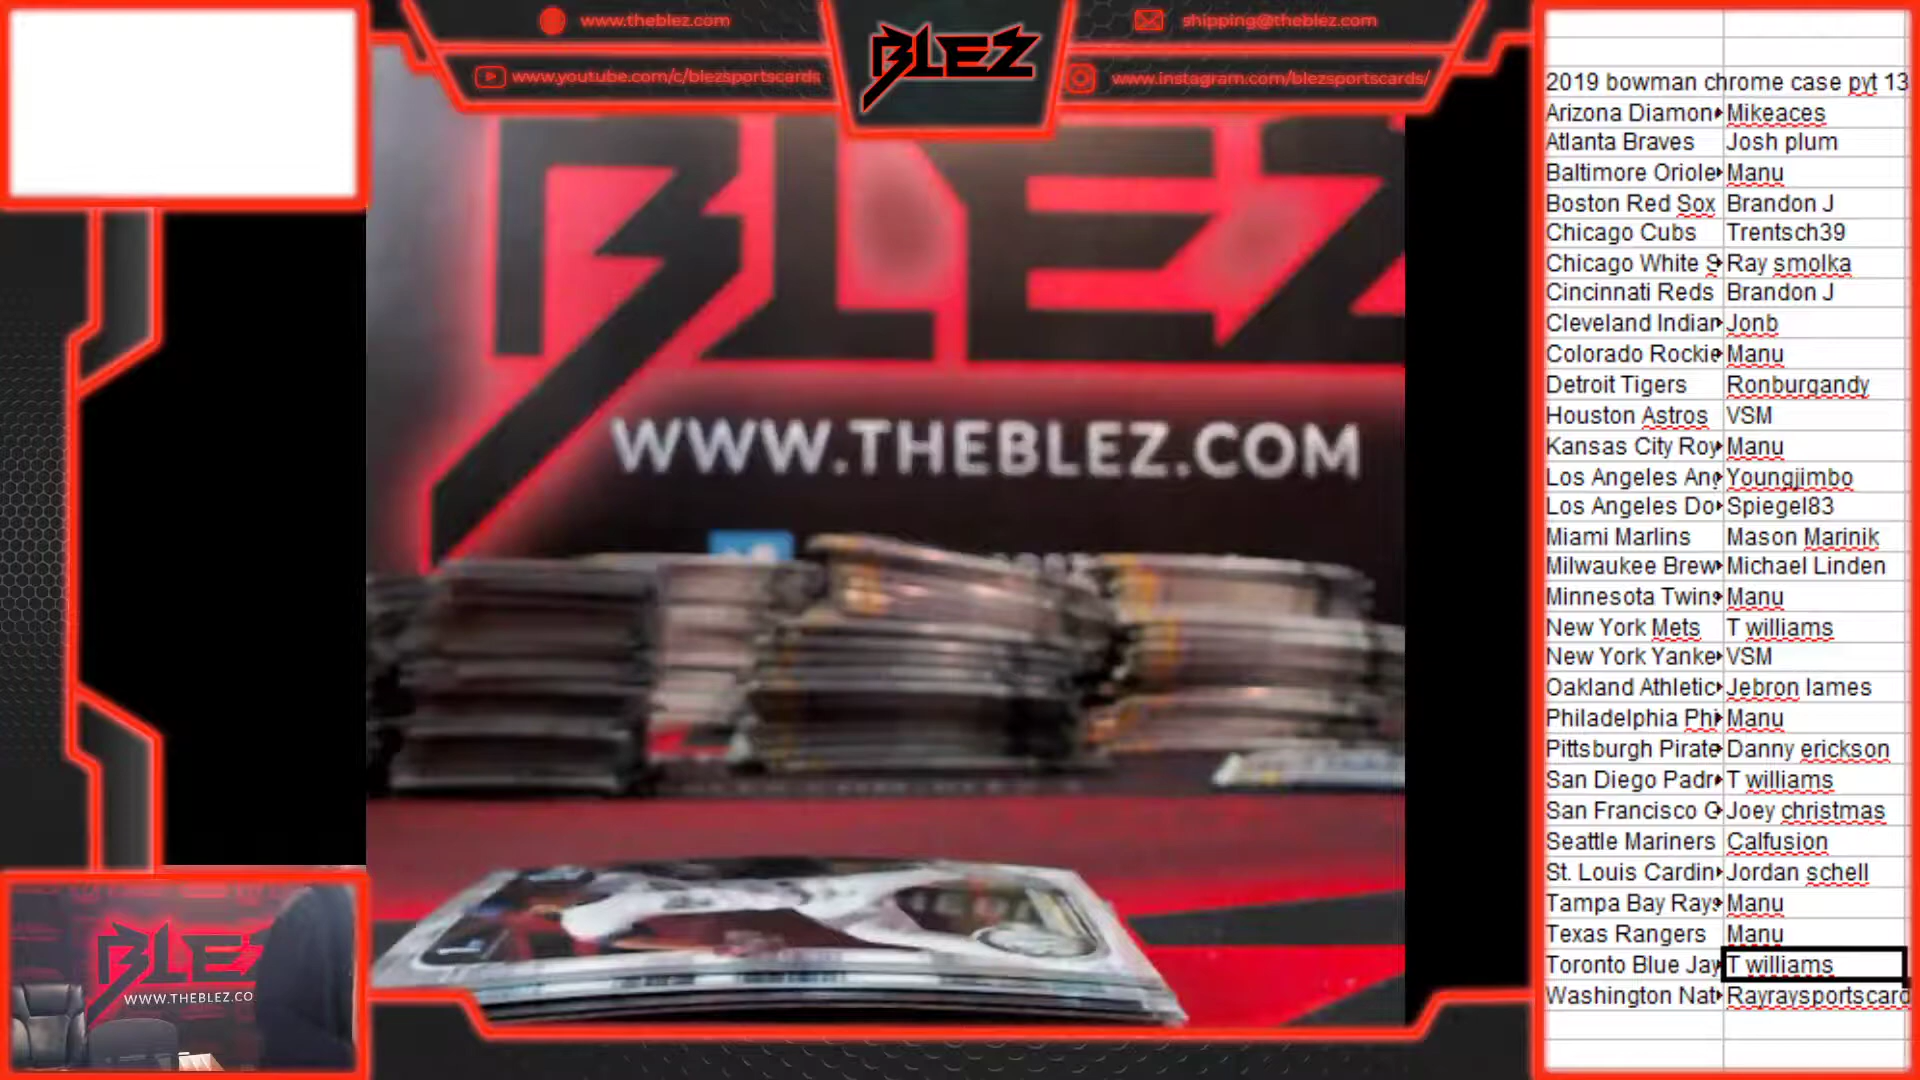 www.theblez.com
shipping@theblez.com
BLEZ
www.youtube.com/c/blezsportscards
www.instagram.com/blezsportscards/
BLEZ
WWW.THEBLEZ.COM
BLEZ
WWW.THEBLEZ.CO
2019 bowman chrome case pyt 13
Arizona Diamon Mikeaces
Atlanta Braves Josh plum
Baltimore Oriole Manu
Boston Red Sox Brandon J
Chicago Cubs Trentsch39
Chicago White S Ray smolka
Cincinnati Reds Brandon J
Cleveland Indian Jonb
Colorado Rockie Manu
Detroit Tigers Ronburgandy
Houston Astros VSM
Kansas City Roy Manu
Los Angeles Ang Youngjimbo
Los Angeles Do Spiegel83
Miami Marlins Mason Marinik
Milwaukee Brew Michael Linden
Minnesota Twins Manu
New York Mets T williams
New York Yanke VSM
Oakland Athletic Jebron lames
Philadelphia Phi Manu
Pittsburgh Pirate Danny erickson
San Diego Padr T williams
San Francisco G Joey christmas
Seattle Mariners Calfusion
St. Louis Cardin Jordan schell
Tampa Bay Rays Manu
Texas Rangers Manu
Toronto Blue Jay T williams
Washington Nat Rayraysportscard